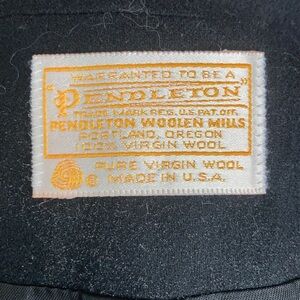 WARRANTED TO BE A
"PENDLETON"
TRADE MARK REG. U.S. PAT. OFF.
PENDLETON WOOLEN MILLS
PORTLAND, OREGON
100% VIRGIN WOOL
PURE VIRGIN WOOL
MADE IN U.S.A.